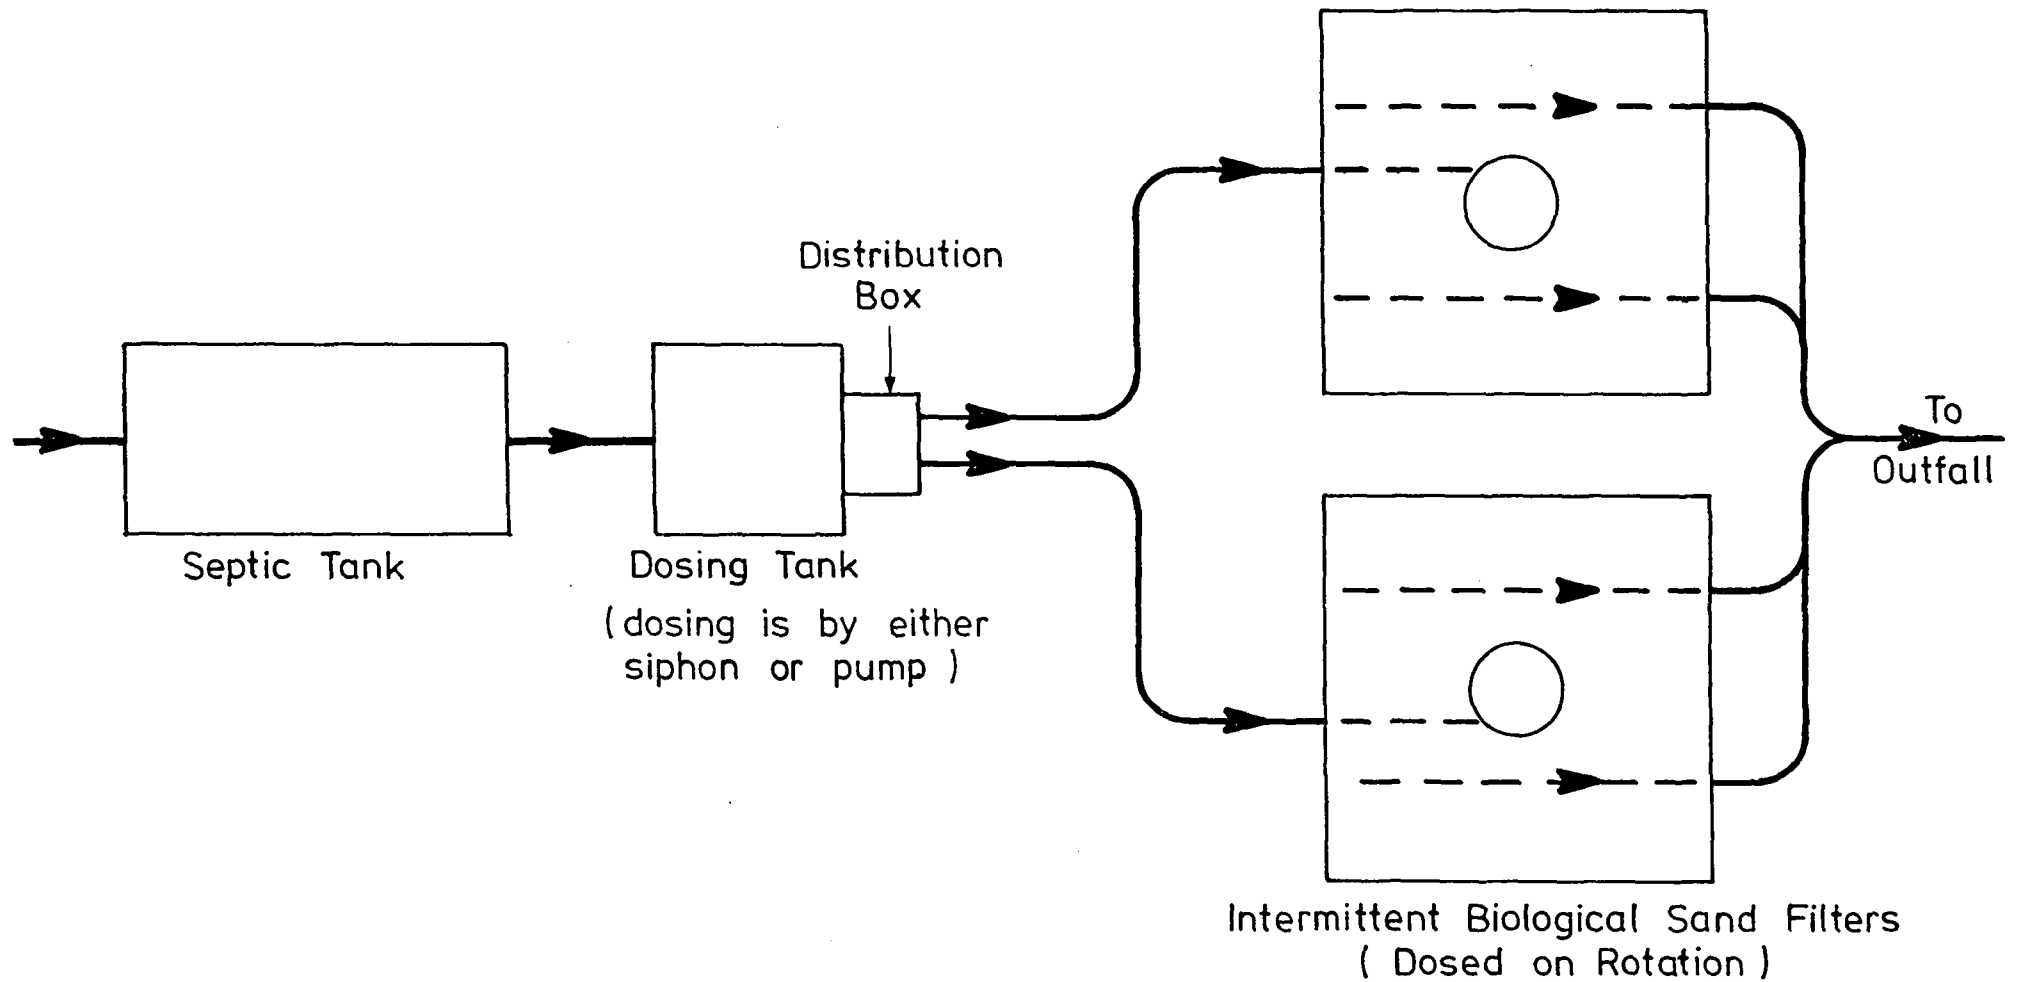 Distribution
Box
To
Outfall
Septic Tank
Dosing Tank
(dosing is by either
siphon or pump)
Intermittent Biological Sand Filters
(Dosed on Rotation)